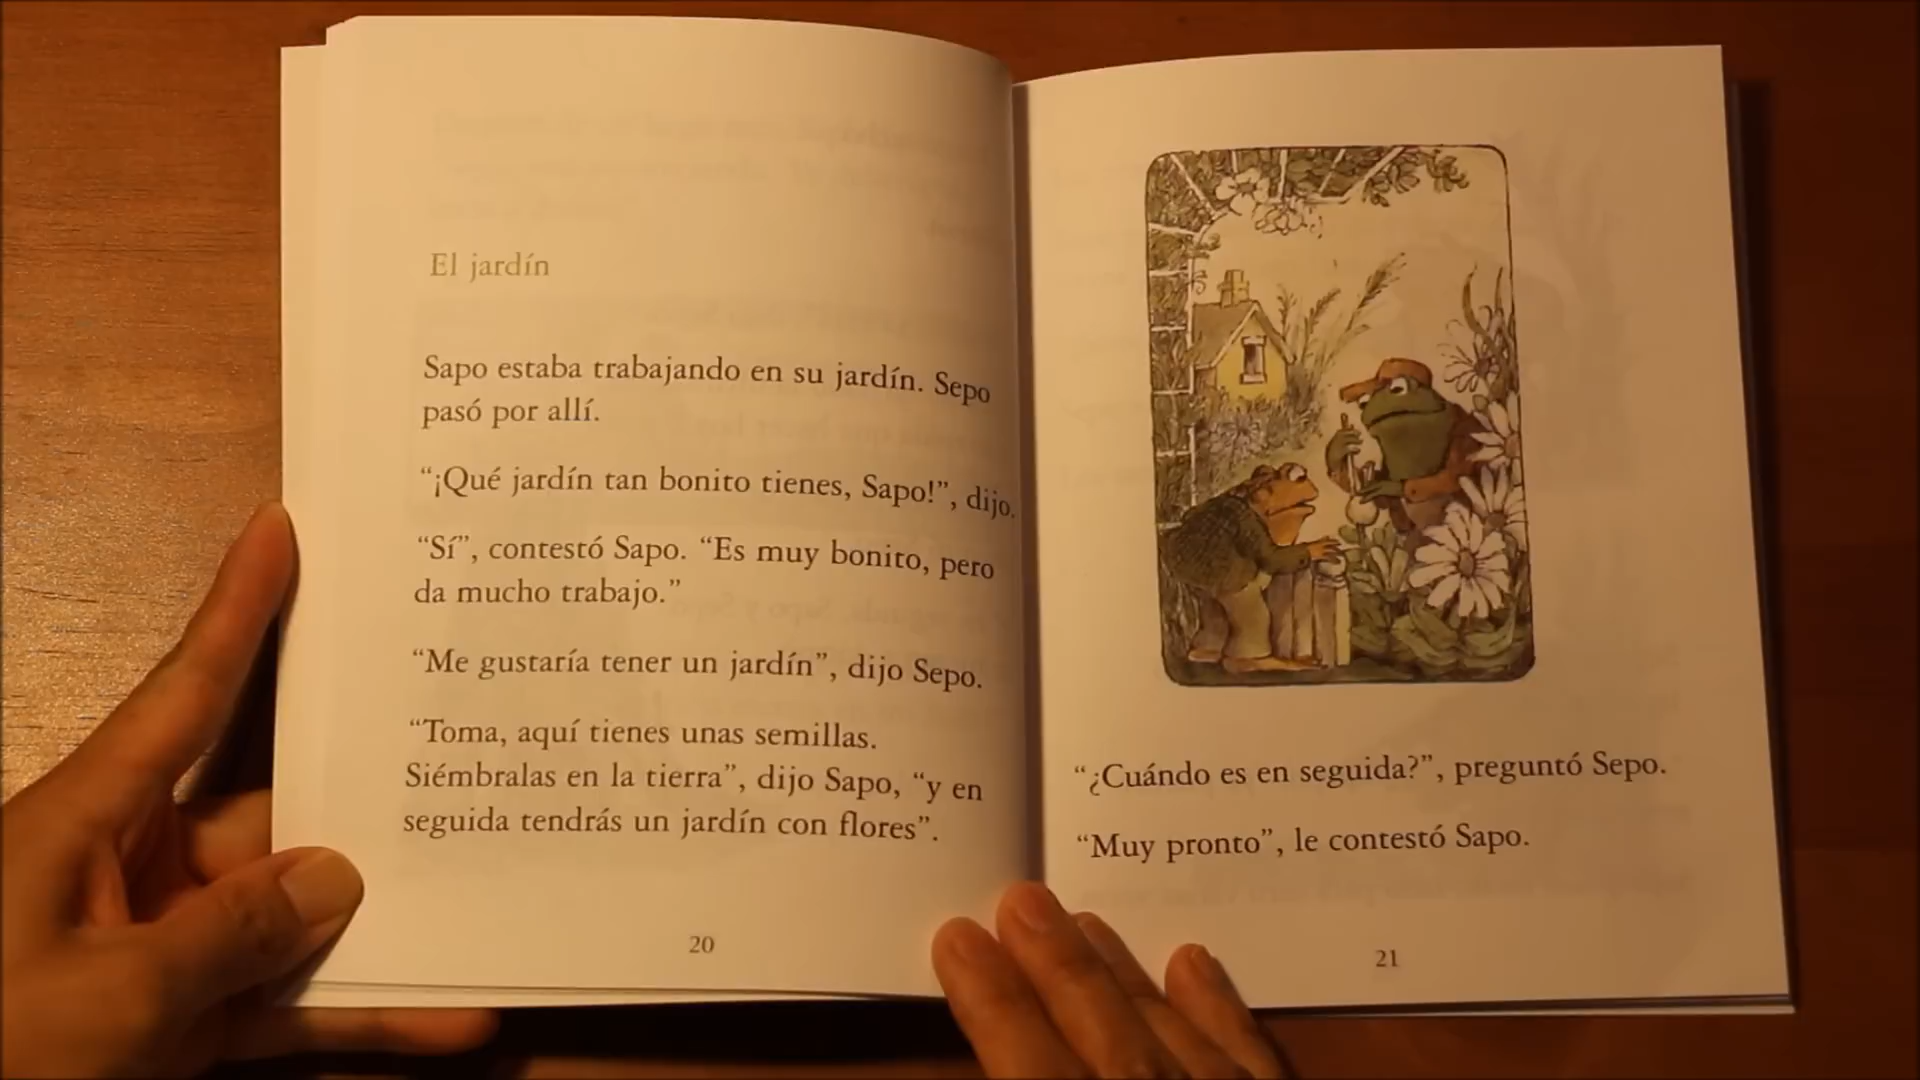 El jardín
Sapo estaba trabajando en su jardín. Sepo
pasó por allí.
“¡Qué jardín tan bonito tienes, Sapo!”, dijo.
“Sí”, contestó Sapo. “Es muy bonito, pero
da mucho trabajo.”
“Me gustaría tener un jardín”, dijo Sepo.
“Toma, aquí tienes unas semillas.
Siémbralas en la tierra”, dijo Sapo, “y en
seguida tendrás un jardín con flores”.
20
“¿Cuándo es en seguida?”, preguntó Sepo.
“Muy pronto”, le contestó Sapo.
21